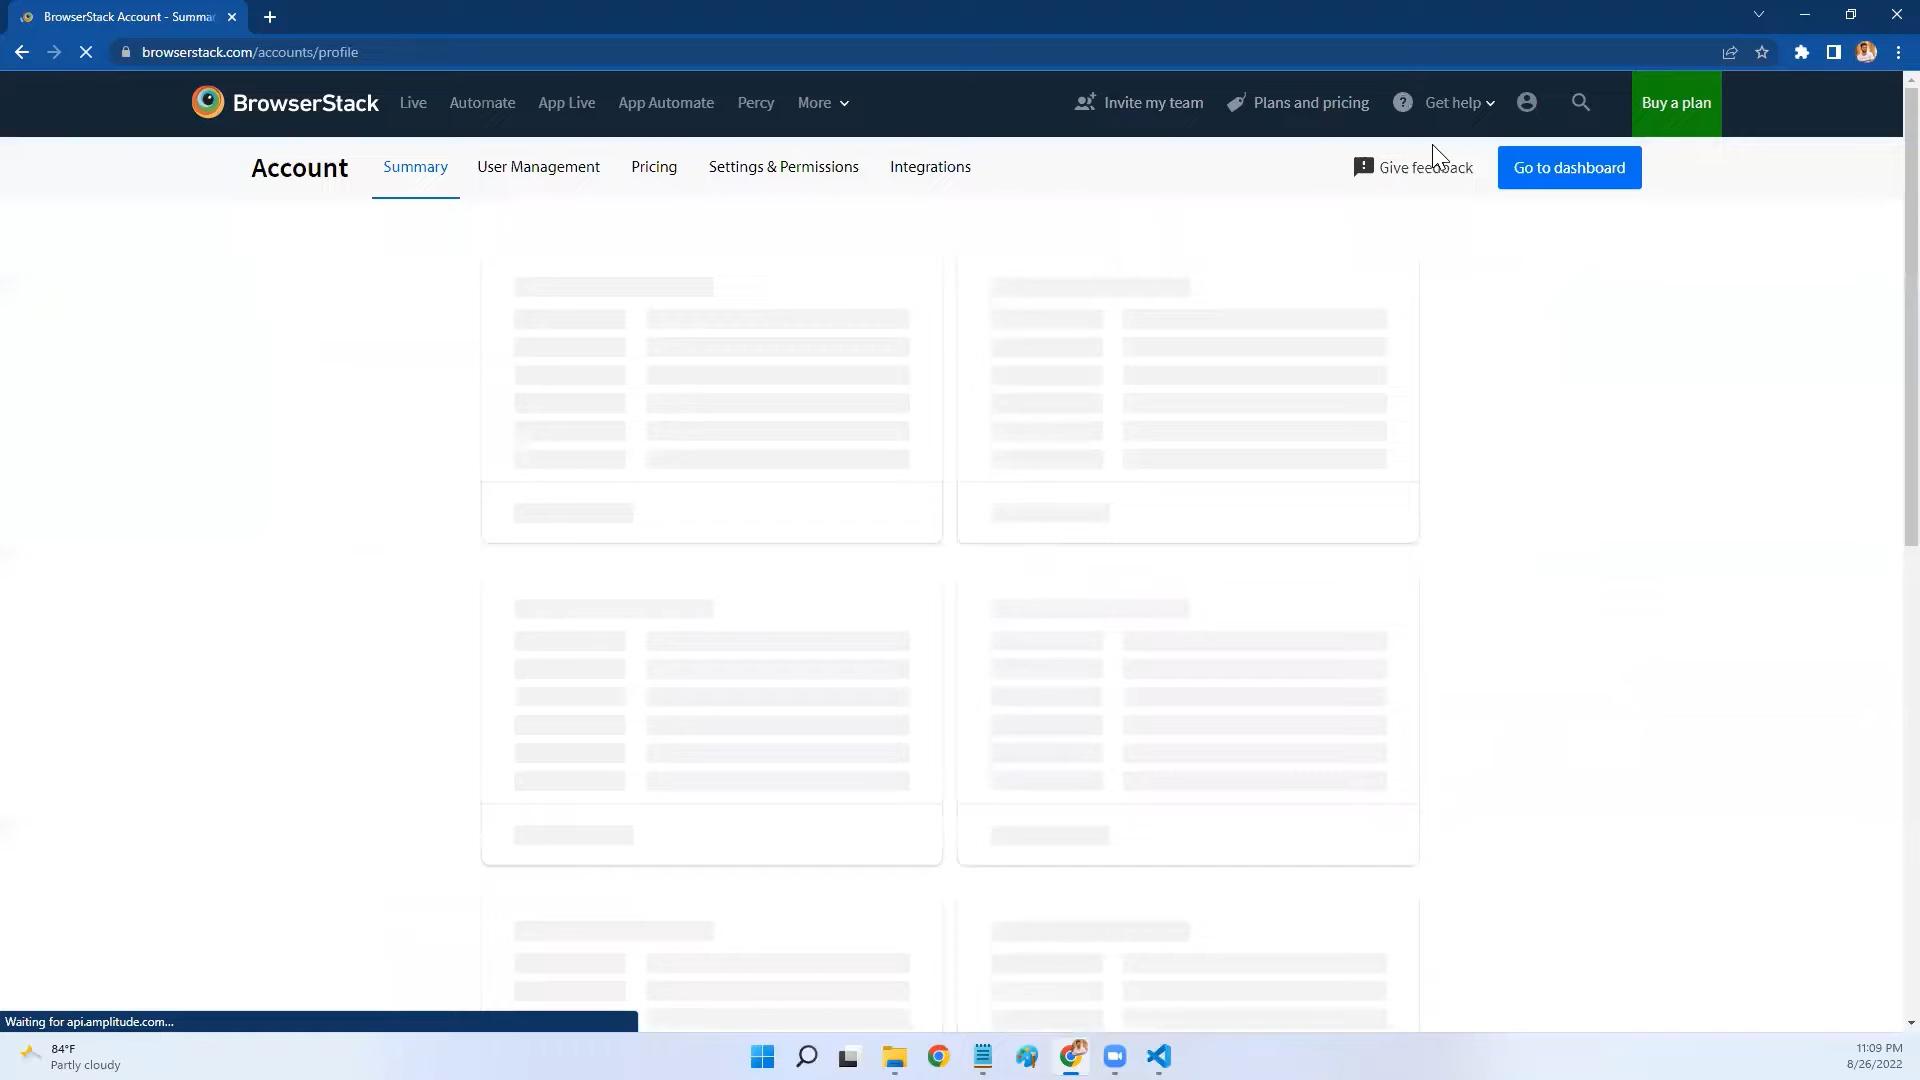 BrowserStack Account - Summa
browserstack.com/accounts/profile
BrowserStack Live Automate App Live App Automate Percy More Invite my team Plans and pricing ? Get help Buy a plan
Account Summary User Management Pricing Settings & Permissions Integrations Give feedback Go to dashboard
Waiting for api.amplitude.com...
84°F
Partly cloudy
11:09 PM
8/26/2022